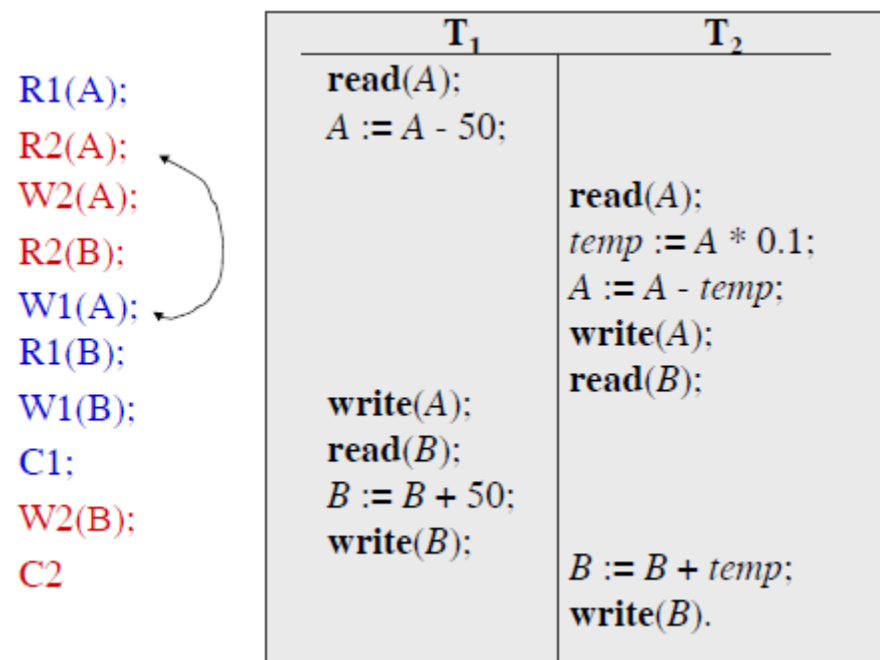 R1(A);
R2(A);
W2(A);
R2(B);
W1(A);
R1(B);
W1(B);
C1;
W2(B);
C2
T₁ T₂
read(A);
A := A - 50;
read(A);
temp := A * 0.1;
A := A - temp;
write(A);
read(B);
write(A);
read(B);
B := B + 50;
write(B);
B := B + temp;
write(B).